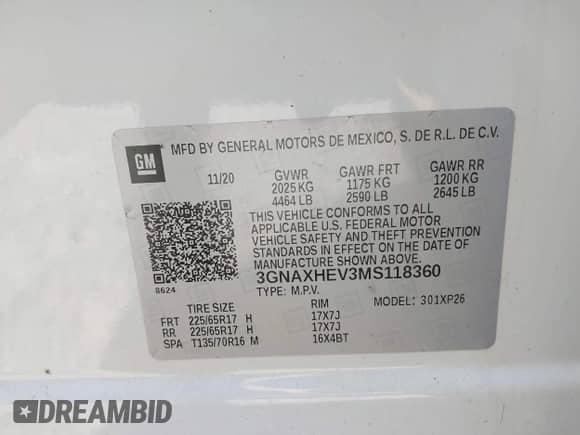 GM
MFD BY GENERAL MOTORS DE MEXICO, S. DE R.L. DE C.V.
11/20 GVWR GAWR FRT GAWR RR
2025 KG 1175 KG 1200 KG
4464 LB 2590 LB 2645 LB
THIS VEHICLE CONFORMS TO ALL
APPLICABLE U.S. FEDERAL MOTOR
VEHICLE SAFETY AND THEFT PREVENTION
STANDARDS IN EFFECT ON THE DATE OF
MANUFACTURE SHOWN ABOVE.
8624
3GNAXHEV3MS118360
TYPE: M.P.V.
TIRE SIZE RIM MODEL: 301XP26
FRT 225/65R17 H 17X7J
RR 225/65R17 H 17X7J
SPA T135/70R16 M 16X4BT
DREAMBID